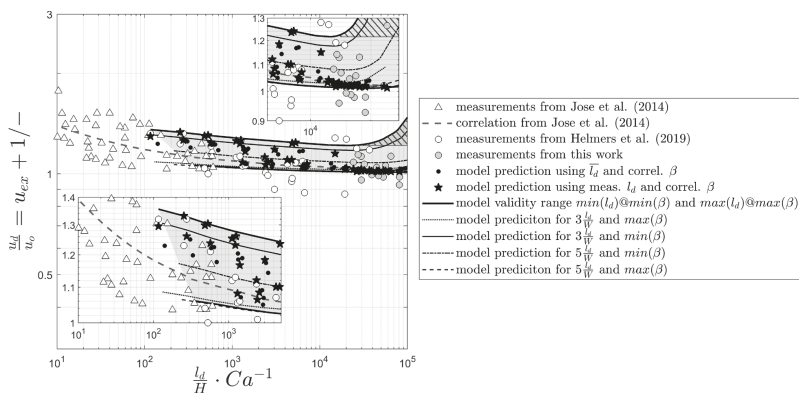 3
1
0.5
u_d/u_o = u_ex + 1/−
10^1
10^2
10^3
10^4
10^5
l_d/H · Ca^−1
1.3
1.2
1.1
1
0.9
10^4
1.4
1.3
1.2
1.1
1
10^1
10^2
10^3
measurements from Jose et al. (2014)
correlation from Jose et al. (2014)
measurements from Helmers et al. (2019)
measurements from this work
model prediction using l̅_d and correl. β
model prediction using meas. l_d and correl. β
model validity range min(l_d)@min(β) and max(l_d)@max(β)
model prediciton for 3 l_d/W and max(β)
model prediciton for 3 l_d/W and min(β)
model prediciton for 5 l_d/W and min(β)
model prediciton for 5 l_d/W and max(β)